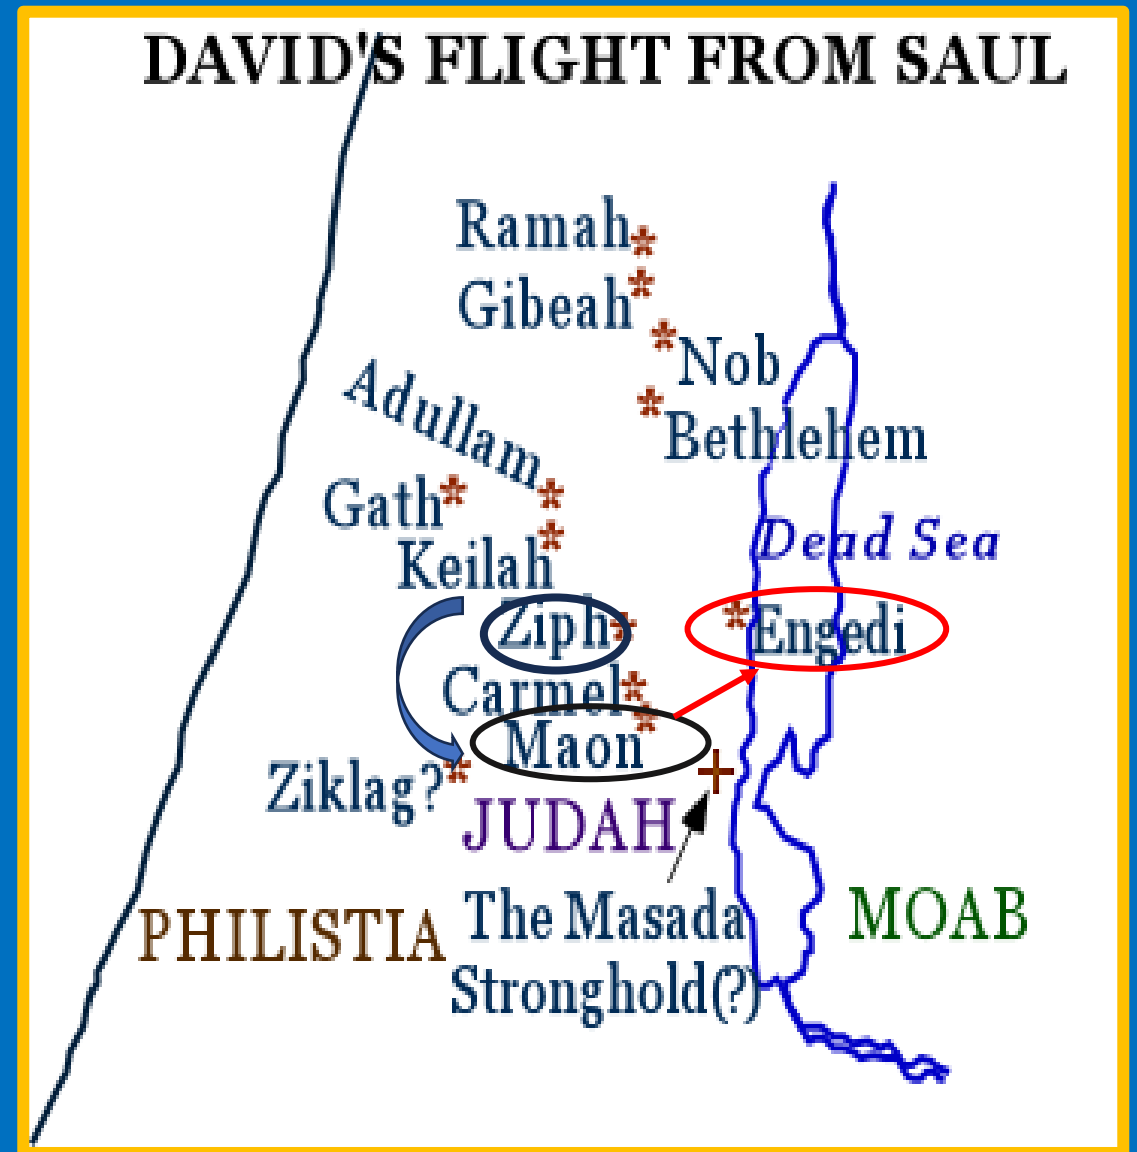 DAVID'S FLIGHT FROM SAUL
Ramah
Gibeah
Nob
Adullam
Bethlehem
Gath
Dead Sea
Keilah
Ziph
Engedi
Carmel
Maon
Ziklag?
JUDAH
PHILISTIA
The Masada
Stronghold(?)
MOAB